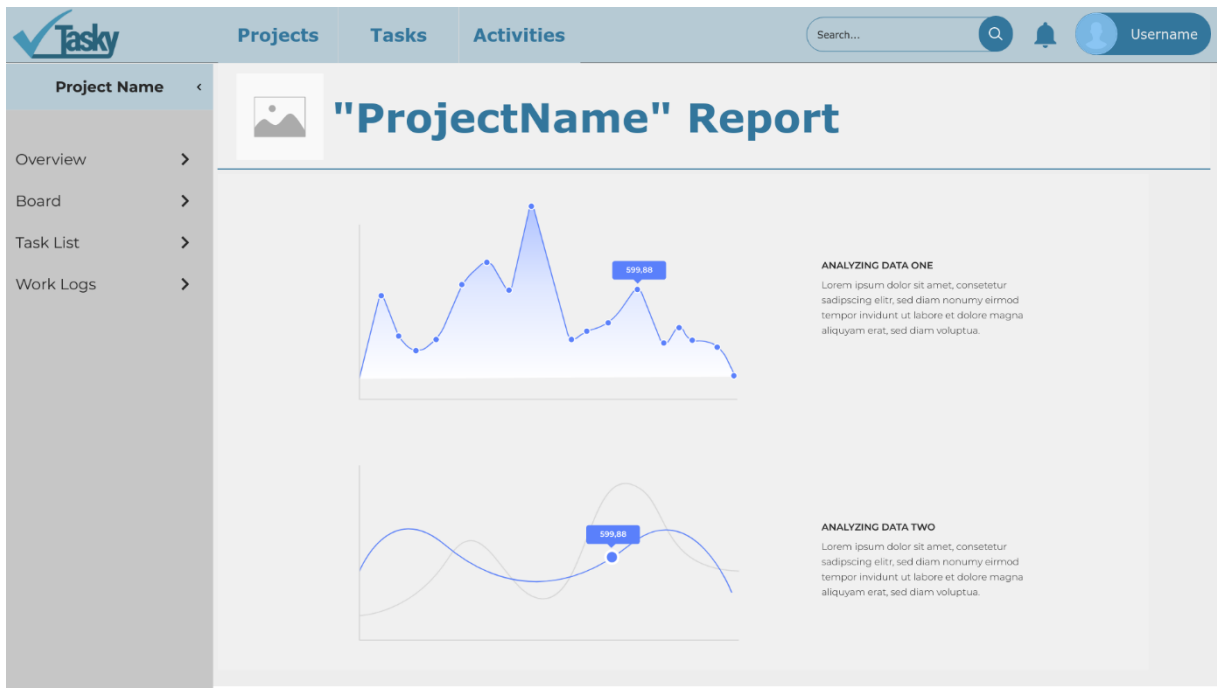 Tasky
Projects
Tasks
Activities
Search...
Username
Project Name
Overview
Board
Task List
Work Logs
"ProjectName" Report
599,88
ANALYZING DATA ONE
Lorem ipsum dolor sit amet, consetetur
sadipscing elitr, sed diam nonumy eirmod
tempor invidunt ut labore et dolore magna
aliquyam erat, sed diam voluptua.
599,88
ANALYZING DATA TWO
Lorem ipsum dolor sit amet, consetetur
sadipscing elitr, sed diam nonumy eirmod
tempor invidunt ut labore et dolore magna
aliquyam erat, sed diam voluptua.